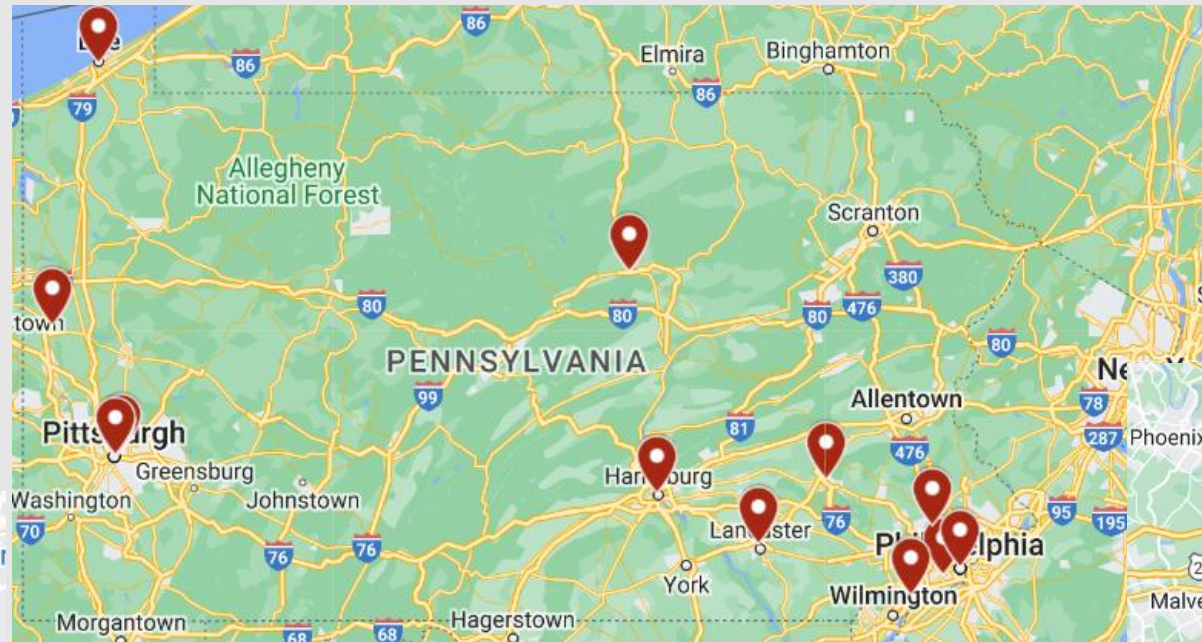 86
Elmira
Binghamton
86
79
86
Allegheny
National Forest
Scranton
380
80
80
476
80
stown
80
PENNSYLVANIA
99
Allentown
78
81
476
287
Phoenix
Greensburg
Washington
Johnstown
70
76
76
76
95
195
York
Wilmington
Malve
Morgantown
68
68
Hagerstown